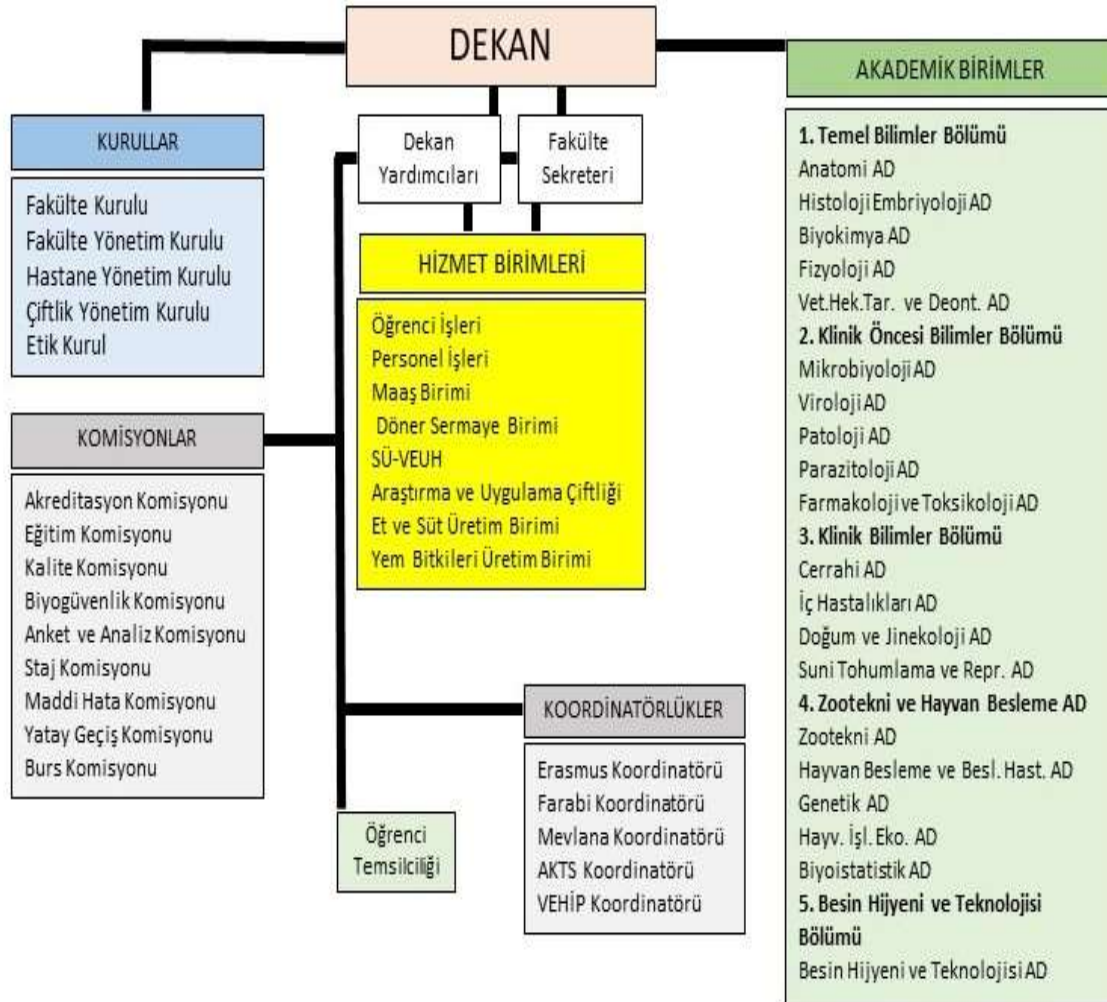 DEKAN
KURULLAR
Fakülte Kurulu
Fakülte Yönetim Kurulu
Hastane Yönetim Kurulu
Çiftlik Yönetim Kurulu
Etik Kurul
Dekan
Yardımcıları
Fakülte
Sekreteri
HİZMET BİRİMLERİ
Öğrenci İşleri
Personel İşleri
Maaş Birimi
Döner Sermaye Birimi
SÜ-VEUH
Araştırma ve Uygulama Çiftliği
Et ve Süt Üretim Birimi
Yem Bitkileri Üretim Birimi
KOMİSYONLAR
Akreditasyon Komisyonu
Eğitim Komisyonu
Kalite Komisyonu
Biyogüvenlik Komisyonu
Anket ve Analiz Komisyonu
Staj Komisyonu
Maddi Hata Komisyonu
Yatay Geçiş Komisyonu
Burs Komisyonu
Öğrenci
Temsilciliği
KOORDİNATÖRLÜKLER
Erasmus Koordinatörü
Farabi Koordinatörü
Mevlana Koordinatörü
AKTS Koordinatörü
VEHİP Koordinatörü
AKADEMİK BİRİMLER
1. Temel Bilimler Bölümü
Anatomi AD
Histoloji Embriyoloji AD
Biyokimya AD
Fizyoloji AD
Vet.Hek.Tar. ve Deont. AD
2. Klinik Öncesi Bilimler Bölümü
Mikrobiyoloji AD
Viroloji AD
Patoloji AD
Parazitoloji AD
Farmakoloji ve Toksikoloji AD
3. Klinik Bilimler Bölümü
Cerrahi AD
İç Hastalıkları AD
Doğum ve Jinekoloji AD
Suni Tohumlama ve Repr. AD
4. Zootekni ve Hayvan Besleme AD
Zootekni AD
Hayvan Besleme ve Besl. Hast. AD
Genetik AD
Hayv. İşl. Eko. AD
Biyoistatistik AD
5. Besin Hijyeni ve Teknolojisi
Bölümü
Besin Hijyeni ve Teknolojisi AD